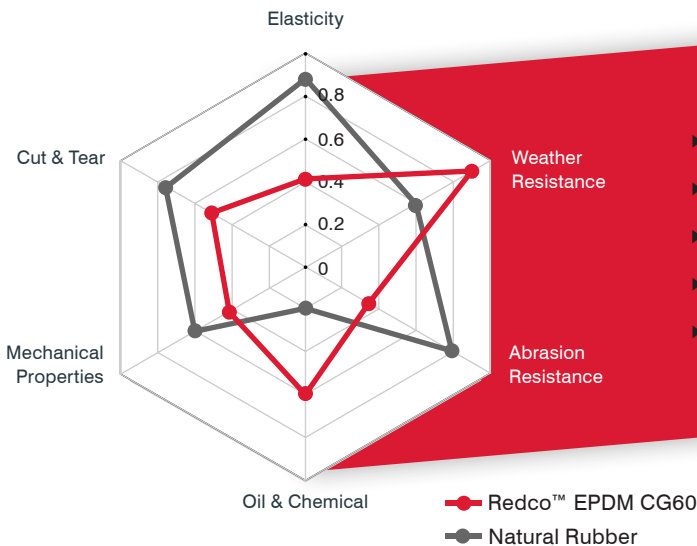 Elasticity
0.8
Cut & Tear
0.6
Weather
Resistance
0.4
0.2
0
Mechanical
Properties
Abrasion
Resistance
Oil & Chemical
Redco™ EPDM CG60
Natural Rubber